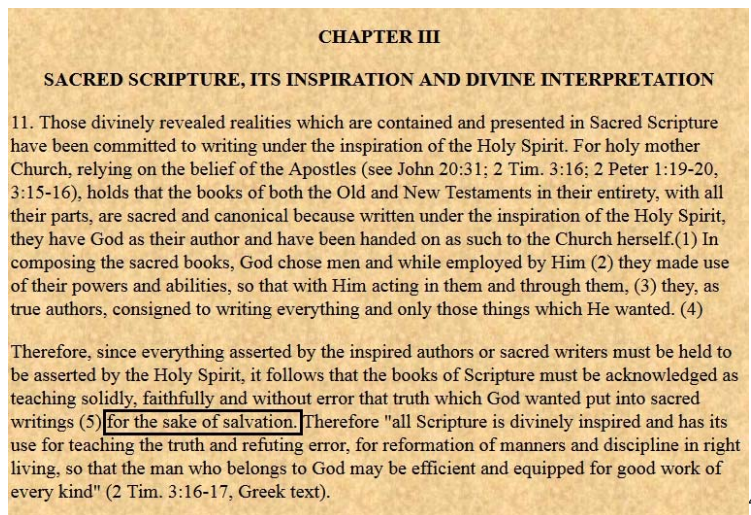 CHAPTER III
SACRED SCRIPTURE, ITS INSPIRATION AND DIVINE INTERPRETATION
11. Those divinely revealed realities which are contained and presented in Sacred Scripture
have been committed to writing under the inspiration of the Holy Spirit. For holy mother
Church, relying on the belief of the Apostles (see John 20:31; 2 Tim. 3:16; 2 Peter 1:19-20,
3:15-16), holds that the books of both the Old and New Testaments in their entirety, with all
their parts, are sacred and canonical because written under the inspiration of the Holy Spirit,
they have God as their author and have been handed on as such to the Church herself.(1) In
composing the sacred books, God chose men and while employed by Him (2) they made use
of their powers and abilities, so that with Him acting in them and through them, (3) they, as
true authors, consigned to writing everything and only those things which He wanted. (4)
Therefore, since everything asserted by the inspired authors or sacred writers must be held to
be asserted by the Holy Spirit, it follows that the books of Scripture must be acknowledged as
teaching solidly, faithfully and without error that truth which God wanted put into sacred
writings (5) for the sake of salvation. Therefore "all Scripture is divinely inspired and has its
use for teaching the truth and refuting error, for reformation of manners and discipline in right
living, so that the man who belongs to God may be efficient and equipped for good work of
every kind" (2 Tim. 3:16-17, Greek text).